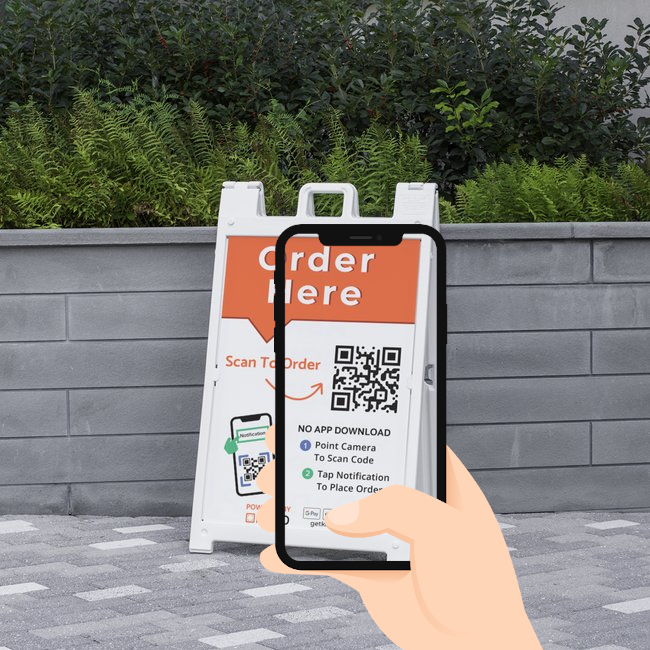 Order
Here
Scan To Order
NO APP DOWNLOAD
1 Point Camera
To Scan Code
2 Tap Notification
To Place Order
Notification
G Pay